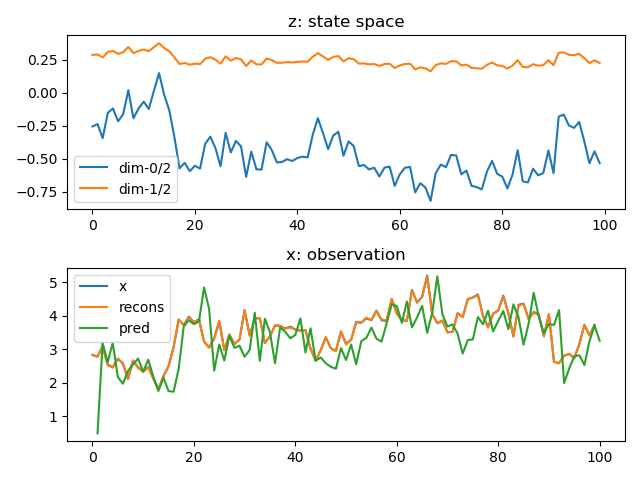 z: state space
0.25
0.00
−0.25
−0.50
−0.75
dim-0/2
dim-1/2
0 20 40 60 80 100
x: observation
5
4
3
2
1
x
recons
pred
0 20 40 60 80 100